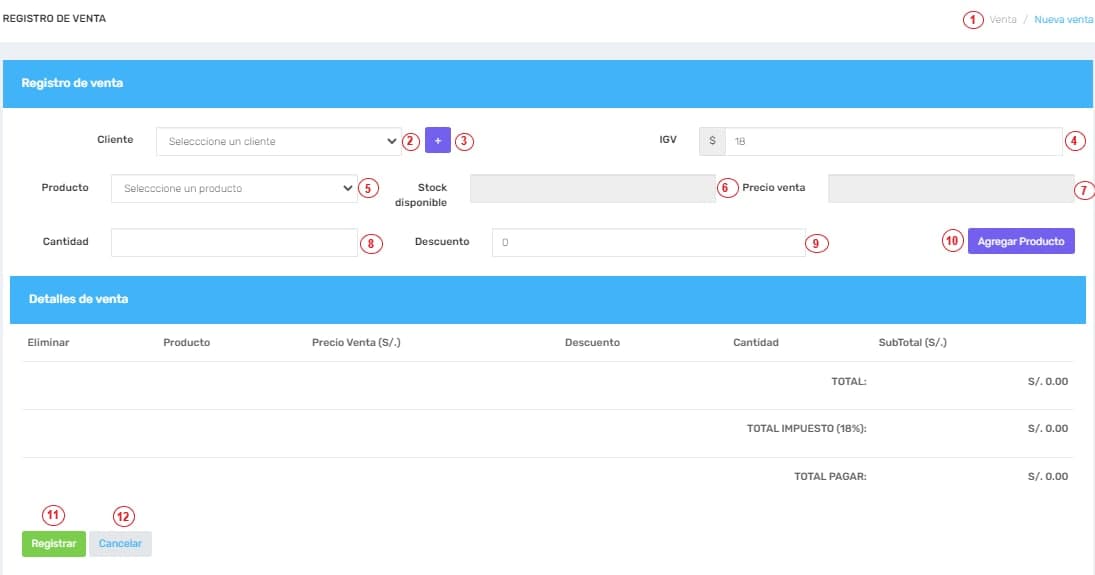 REGISTRO DE VENTA
1 Venta / Nueva venta
Registro de venta
Cliente Selecccione un cliente 2 + 3 IGV $ 18 4
Producto Selecccione un producto 5 Stock disponible 6 Precio venta 7
Cantidad 8 Descuento 0 9 10 Agregar Producto
Detalles de venta
Eliminar Producto Precio Venta (S/.) Descuento Cantidad SubTotal (S/.)
TOTAL: S/. 0.00
TOTAL IMPUESTO (18%): S/. 0.00
TOTAL PAGAR: S/. 0.00
11 12
Registrar Cancelar